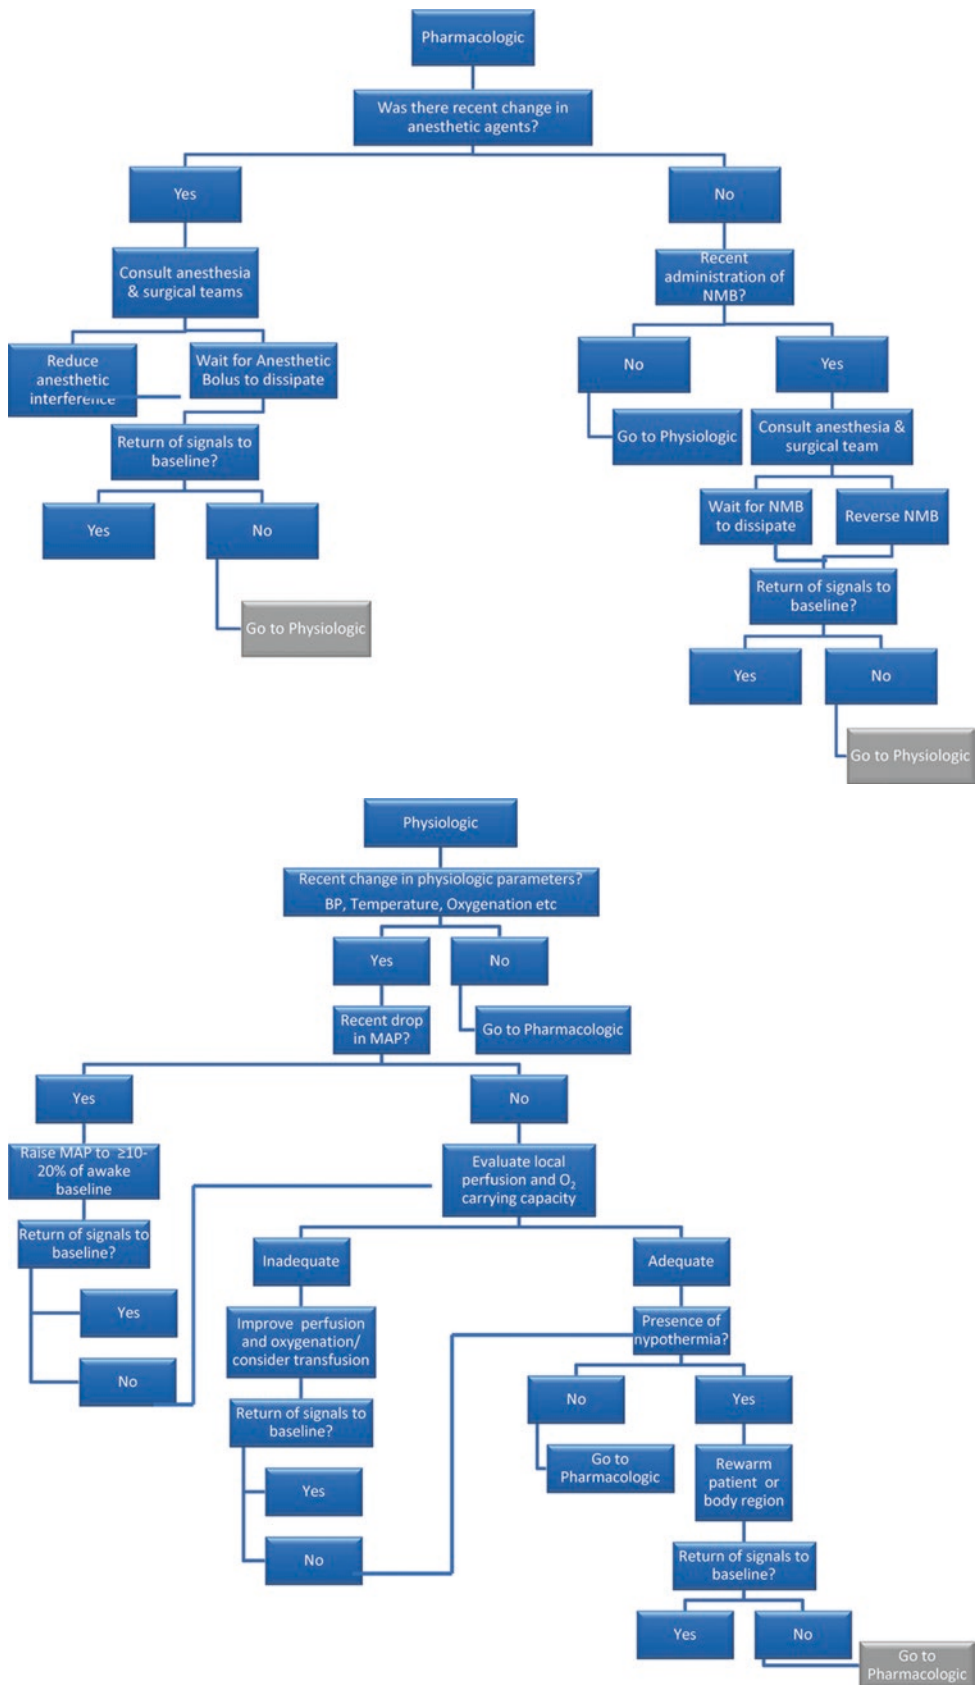 Pharmacologic
Was there recent change in
anesthetic agents?
Yes
No
Consult anesthesia
& surgical teams
Recent
administration of
NMB?
Reduce
anesthetic
interference
Wait for Anesthetic
Bolus to dissipate
No
Yes
Return of signals to
baseline?
Go to Physiologic
Consult anesthesia &
surgical team
Yes
No
Wait for NMB
to dissipate
Reverse NMB
Go to Physiologic
Return of signals to
baseline?
Yes
No
Go to Physiologic
Physiologic
Recent change in physiologic parameters?
BP, Temperature, Oxygenation etc
Yes
No
Recent drop
in MAP?
Go to Pharmacologic
Yes
No
Raise MAP to ≥10-
20% of awake
baseline
Evaluate local
perfusion and O₂
carrying capacity
Return of signals to
baseline?
Yes
No
Inadequate
Adequate
Improve perfusion
and oxygenation/
consider transfusion
Presence of
hypothermia?
Return of signals to
baseline?
Yes
No
No
Yes
Go to
Pharmacologic
Rewarm
patient or
body region
Return of signals to
baseline?
Yes
No
Go to
Pharmacologic